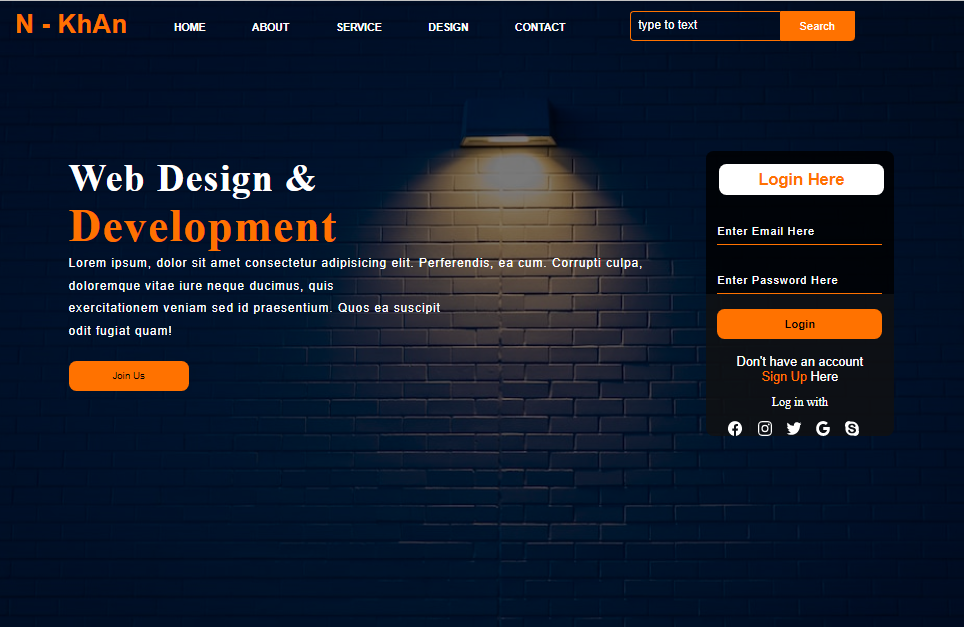 N - KhAn
HOME ABOUT SERVICE DESIGN CONTACT
type to text Search
Web Design &
Development
Lorem ipsum, dolor sit amet consectetur adipisicing elit. Perferendis, ea cum. Corrupti culpa,
doloremque vitae iure neque ducimus, quis
exercitationem veniam sed id praesentium. Quos ea suscipit
odit fugiat quam!
Join Us
Login Here
Enter Email Here
Enter Password Here
Login
Don't have an account
Sign Up Here
Log in with